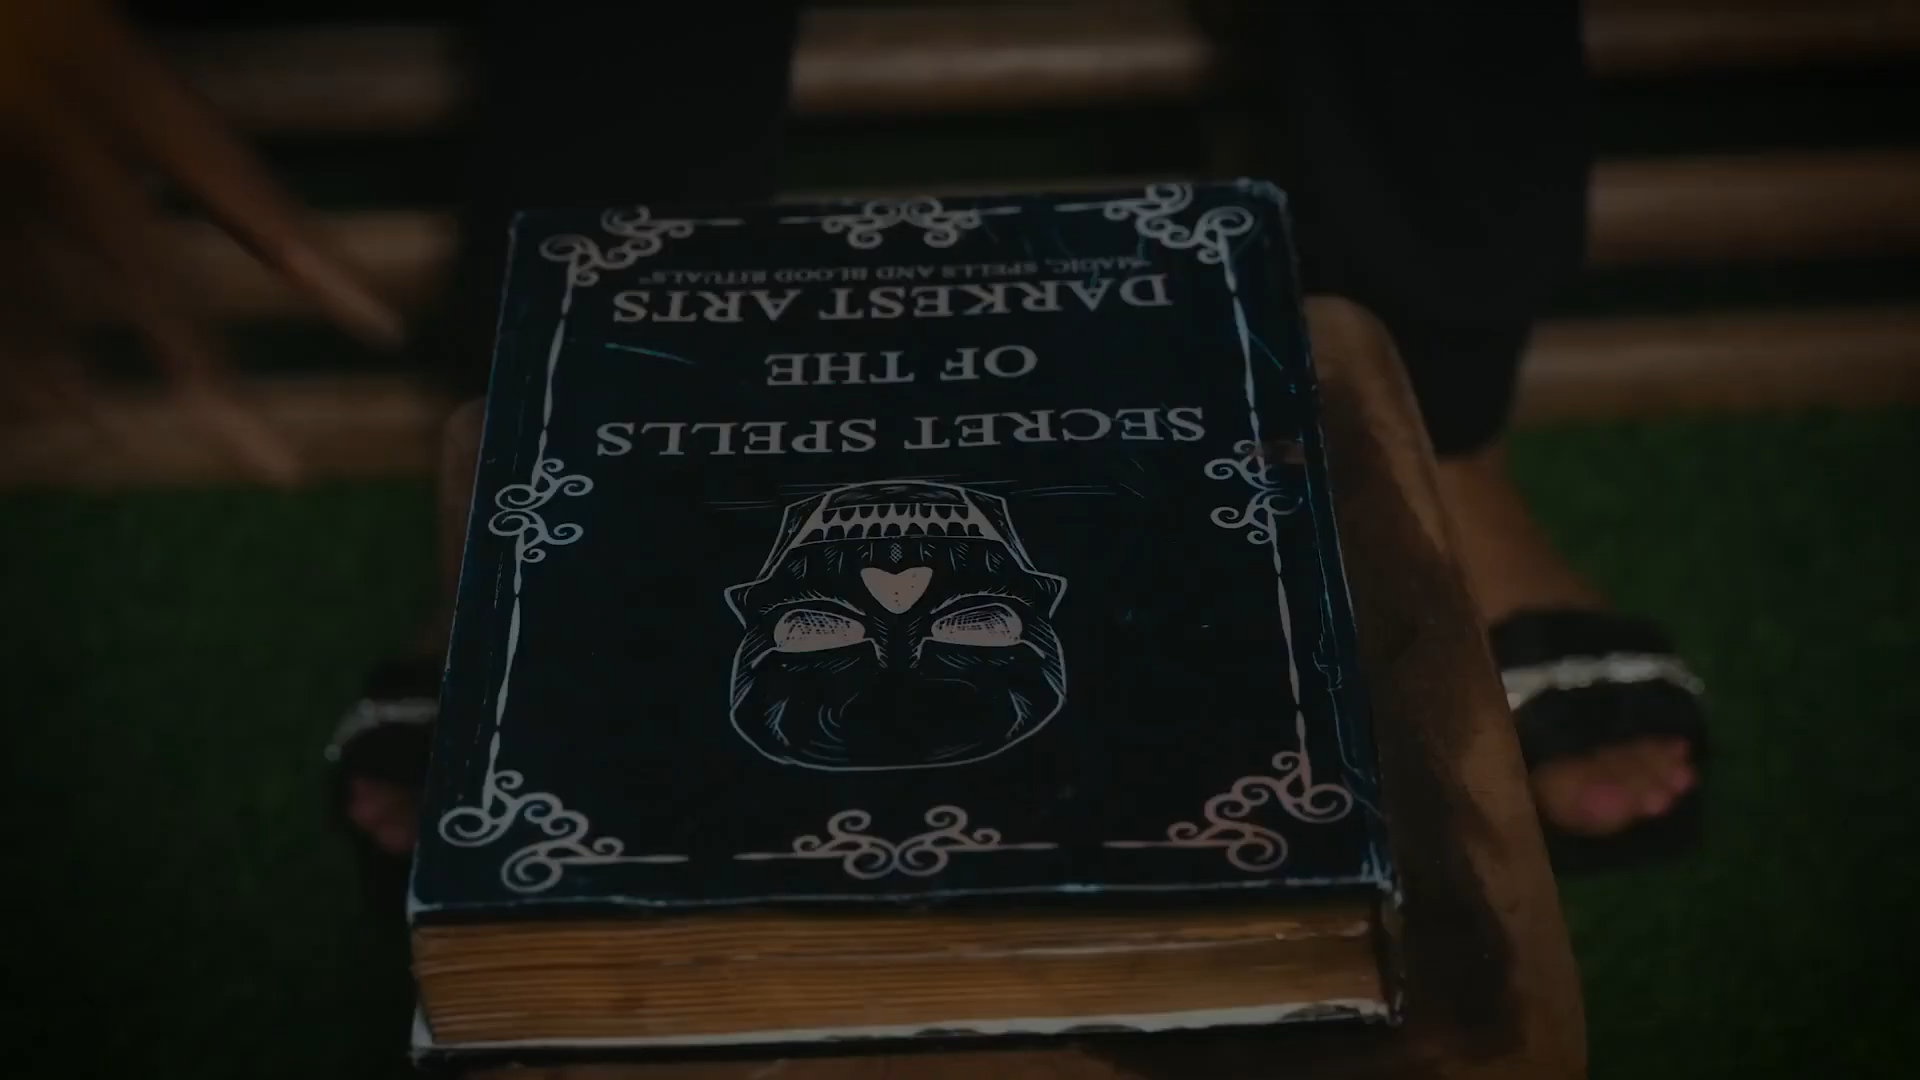 SECRET SPELLS
OF THE
DARKEST ARTS
"MAGIC, SPELLS AND BLOOD RITUALS"